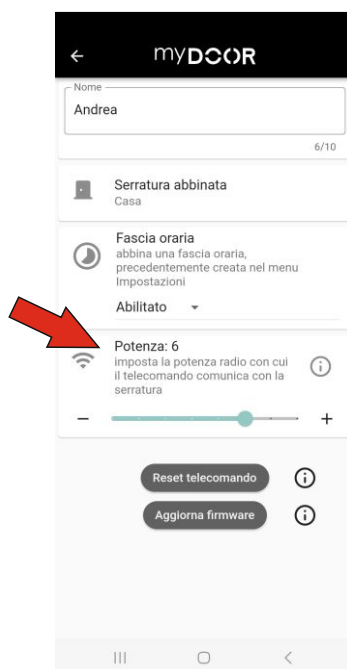 myDOOR
Nome
Andrea
6/10
Serratura abbinata
Casa
Fascia oraria
abbina una fascia oraria,
precedentemente creata nel menu
Impostazioni
Abilitato
Potenza: 6
imposta la potenza radio con cui
il telecomando comunica con la
serratura
Reset telecomando
Aggiorna firmware